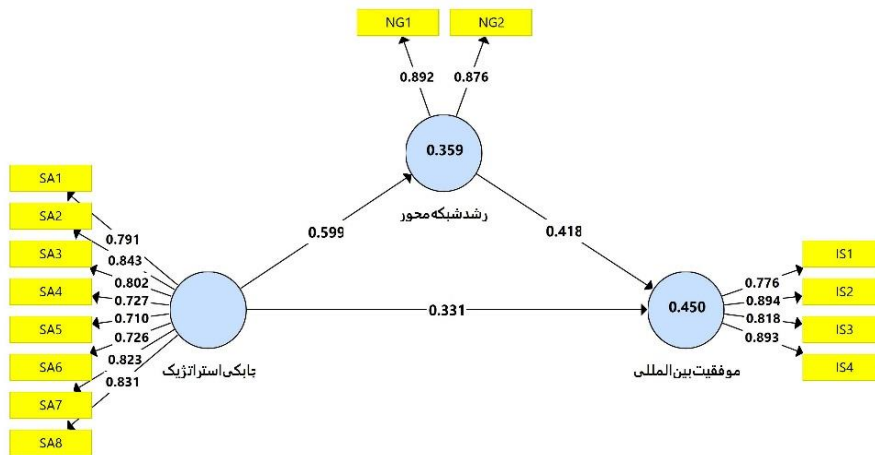 NG1
NG2
0.892
0.876
0.359
رشد شبکه محور
SA1
SA2
SA3
SA4
SA5
SA6
SA7
SA8
0.791
0.843
0.802
0.727
0.710
0.726
0.823
0.831
چابکی استراتژیک
0.599
0.418
0.331
0.450
موفقیت بین المللی
0.776
0.894
0.818
0.893
IS1
IS2
IS3
IS4